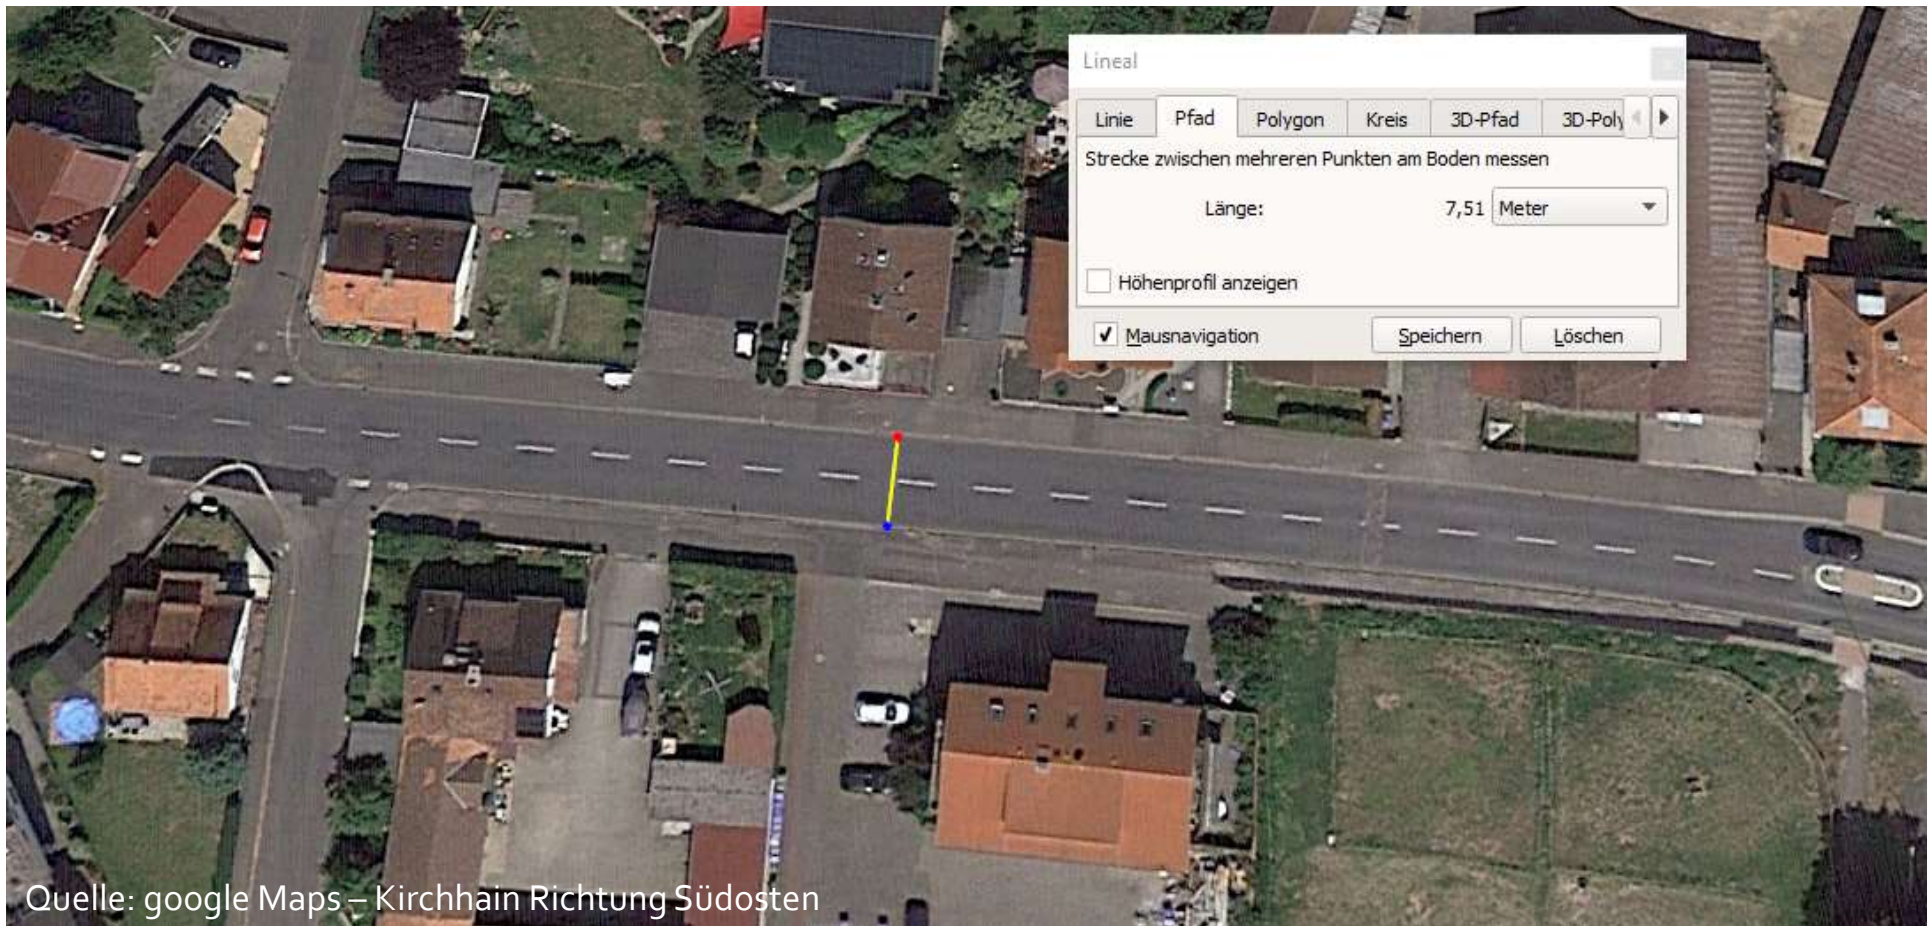 Lineal
Linie Pfad Polygon Kreis 3D-Pfad 3D-Poly
Strecke zwischen mehreren Punkten am Boden messen
Länge: 7,51 Meter
Höhenprofil anzeigen
Mausnavigation Speichern Löschen
Quelle: google Maps – Kirchhain Richtung Südosten